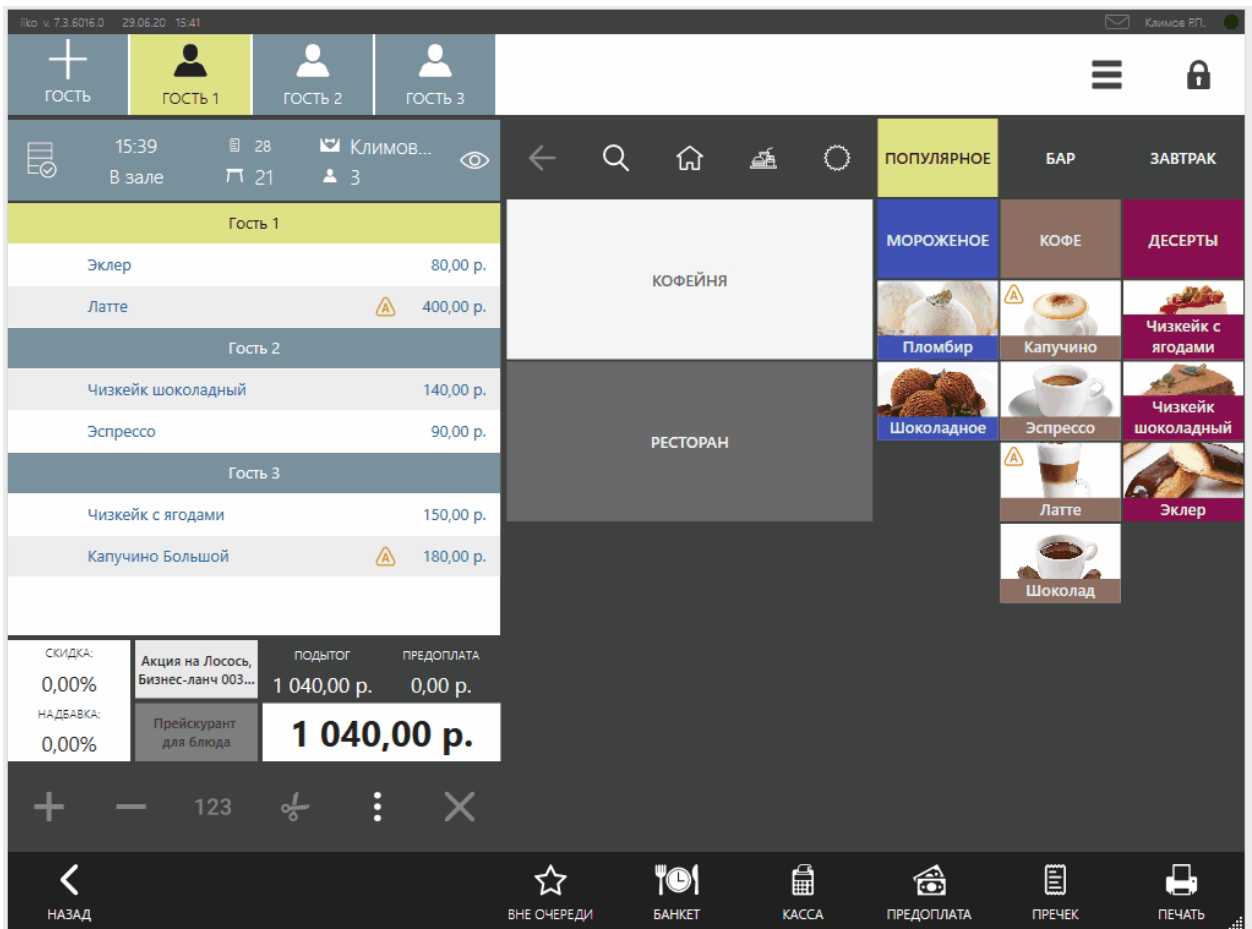 iiko v. 7.3.6016.0 29.06.20 15:41 Климов Р.П.
ГОСТЬ ГОСТЬ 1 ГОСТЬ 2 ГОСТЬ 3
15:39 28 Климов...
В зале 21 3
Гость 1
Эклер 80,00 р.
Латте 400,00 р.
Гость 2
Чизкейк шоколадный 140,00 р.
Эспрессо 90,00 р.
Гость 3
Чизкейк с ягодами 150,00 р.
Капучино Большой 180,00 р.
СКИДКА:
0,00%
НАДБАВКА:
0,00%
Акция на Лосось,
Бизнес-ланч 003...
Прейскурант
для блюда
ПОДЫТОГ
1 040,00 р.
ПРЕДОПЛАТА
0,00 р.
1 040,00 р.
123
КОФЕЙНЯ
РЕСТОРАН
ПОПУЛЯРНОЕ БАР ЗАВТРАК
МОРОЖЕНОЕ КОФЕ ДЕСЕРТЫ
Пломбир
Капучино
Чизкейк с
ягодами
Шоколадное
Эспрессо
Чизкейк
шоколадный
Латте
Эклер
Шоколад
НАЗАД ВНЕ ОЧЕРЕДИ БАНКЕТ КАССА ПРЕДОПЛАТА ПРЕЧЕК ПЕЧАТЬ